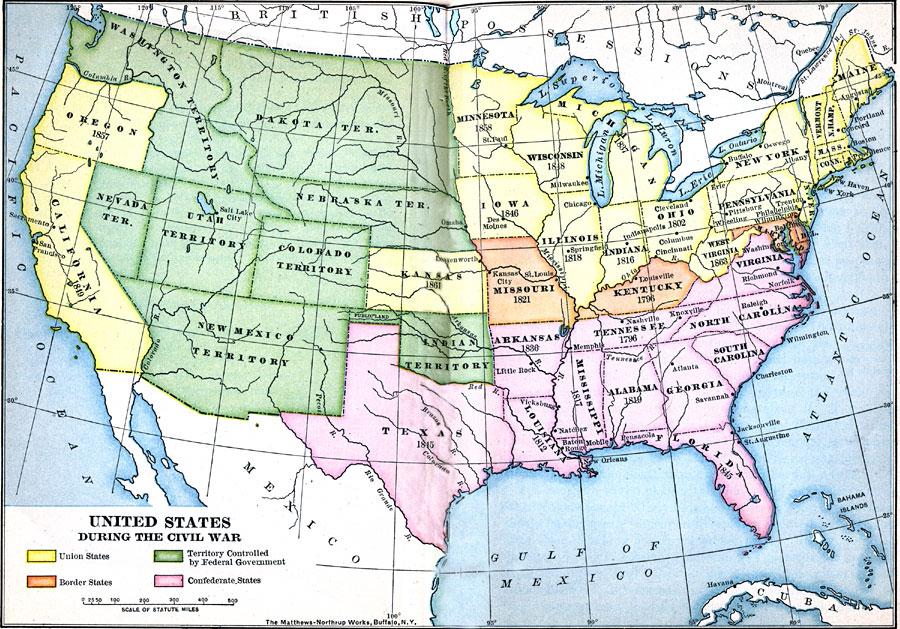 BRITISH POSSESSIONS
PACIFIC OCEAN
ATLANTIC OCEAN
GULF OF MEXICO
MEXICO
CUBA
Havana
BAHAMA
ISLANDS
WASHINGTON TERRITORY
Columbia R.
OREGON
1857
CALIFORNIA
1849
Sacramento
San
Francisco
NEVADA
TER.
UTAH
TERRITORY
Salt Lake
City
DAKOTA TER.
Missouri R.
NEBRASKA TER.
Omaha
COLORADO
TERRITORY
NEW MEXICO
TERRITORY
Colorado R.
Pecos R.
PUBLIC LAND
INDIAN
TERRITORY
Arkansas
Red R.
KANSAS
1861
Leavenworth
TEXAS
1845
Brazos R.
Colorado R.
Rio Grande R.
MINNESOTA
1858
St. Paul
WISCONSIN
1848
Milwaukee
IOWA
1846
Des
Moines
MICHIGAN
1837
L. Superior
L. Michigan
L. Huron
L. Erie
L. Ontario
ILLINOIS
1818
Chicago
Springfield
INDIANA
1816
Indianapolis
OHIO
1802
Cleveland
Columbus
Cincinnati
Ohio R.
MISSOURI
1821
Kansas
City
St. Louis
Mississippi
KENTUCKY
1796
Louisville
WEST
VIRGINIA
1863
Wheeling
VIRGINIA
Washington
Richmond
Norfolk
PENNSYLVANIA
Erie
Pittsburg
Philadelphia
Wilmington
Trenton
NEW YORK
Buffalo
Oswego
Albany
New York
N. Haven
CONN.
MASS.
Boston
Providence
VERMONT
N. HAMP.
Concord
Portland
MAINE
Augusta
Quebec
Montreal
St. Lawrence R.
St. Johns R.
TENNESSEE
1796
Nashville
Knoxville
Memphis
Tennessee R.
NORTH CAROLINA
Raleigh
Wilmington
SOUTH
CAROLINA
Charleston
GEORGIA
Atlanta
Savannah
ALABAMA
1819
Mobile
MISSISSIPPI
1817
Vicksburg
Natchez
ARKANSAS
1836
Little Rock
LOUISIANA
1812
Baton
Rouge
New Orleans
FLORIDA
1845
Pensacola
Jacksonville
St. Augustine
UNITED STATES
DURING THE CIVIL WAR
Union States
Territory Controlled
by Federal Government
Border States
Confederate States
0 25 50 100 200 300 400 500
SCALE OF STATUTE MILES
The Matthews-Northrup Works, Buffalo, N.Y.